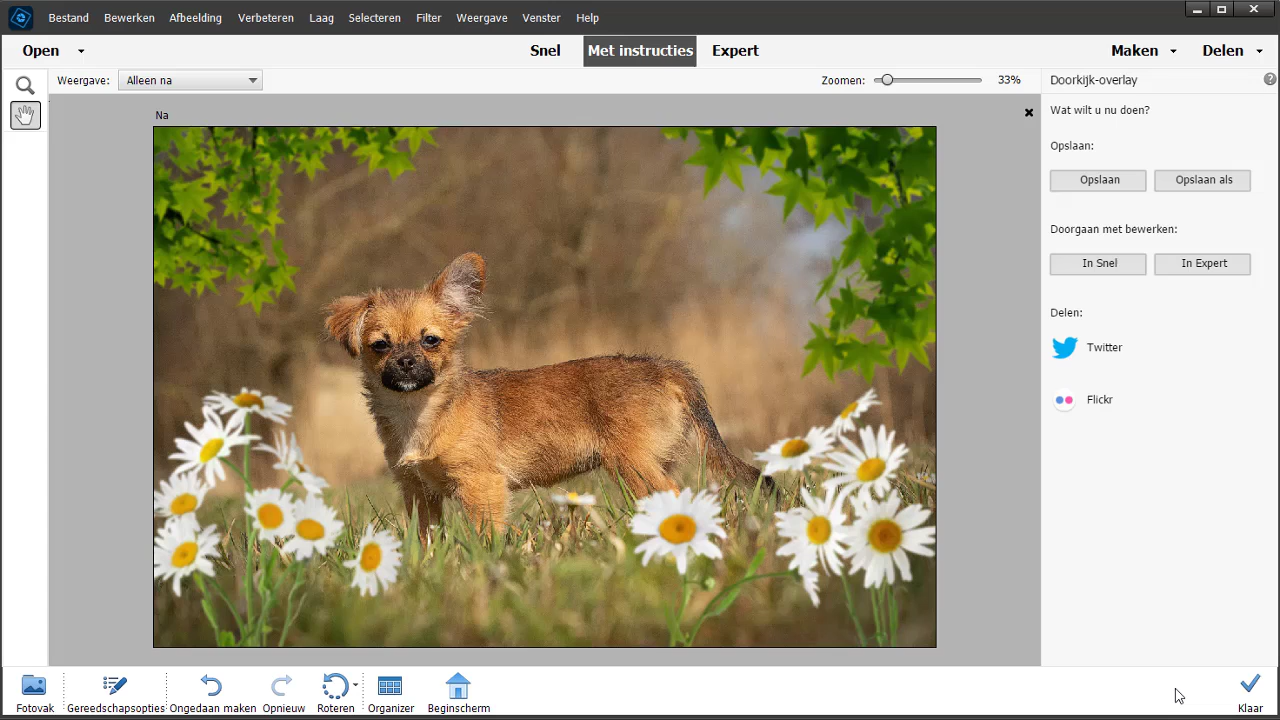 Bestand Bewerken Afbeelding Verbeteren Laag Selecteren Filter Weergave Venster Help
Open Snel Met instructies Expert Maken Delen
Weergave: Alleen na Zoomen: 33% Doorkijk-overlay ?
Na
Wat wilt u nu doen?
Opslaan:
Opslaan Opslaan als
Doorgaan met bewerken:
In Snel In Expert
Delen:
Twitter
Flickr
Fotovak Gereedschapsopties Ongedaan maken Opnieuw Roteren Organizer Beginscherm Klaar